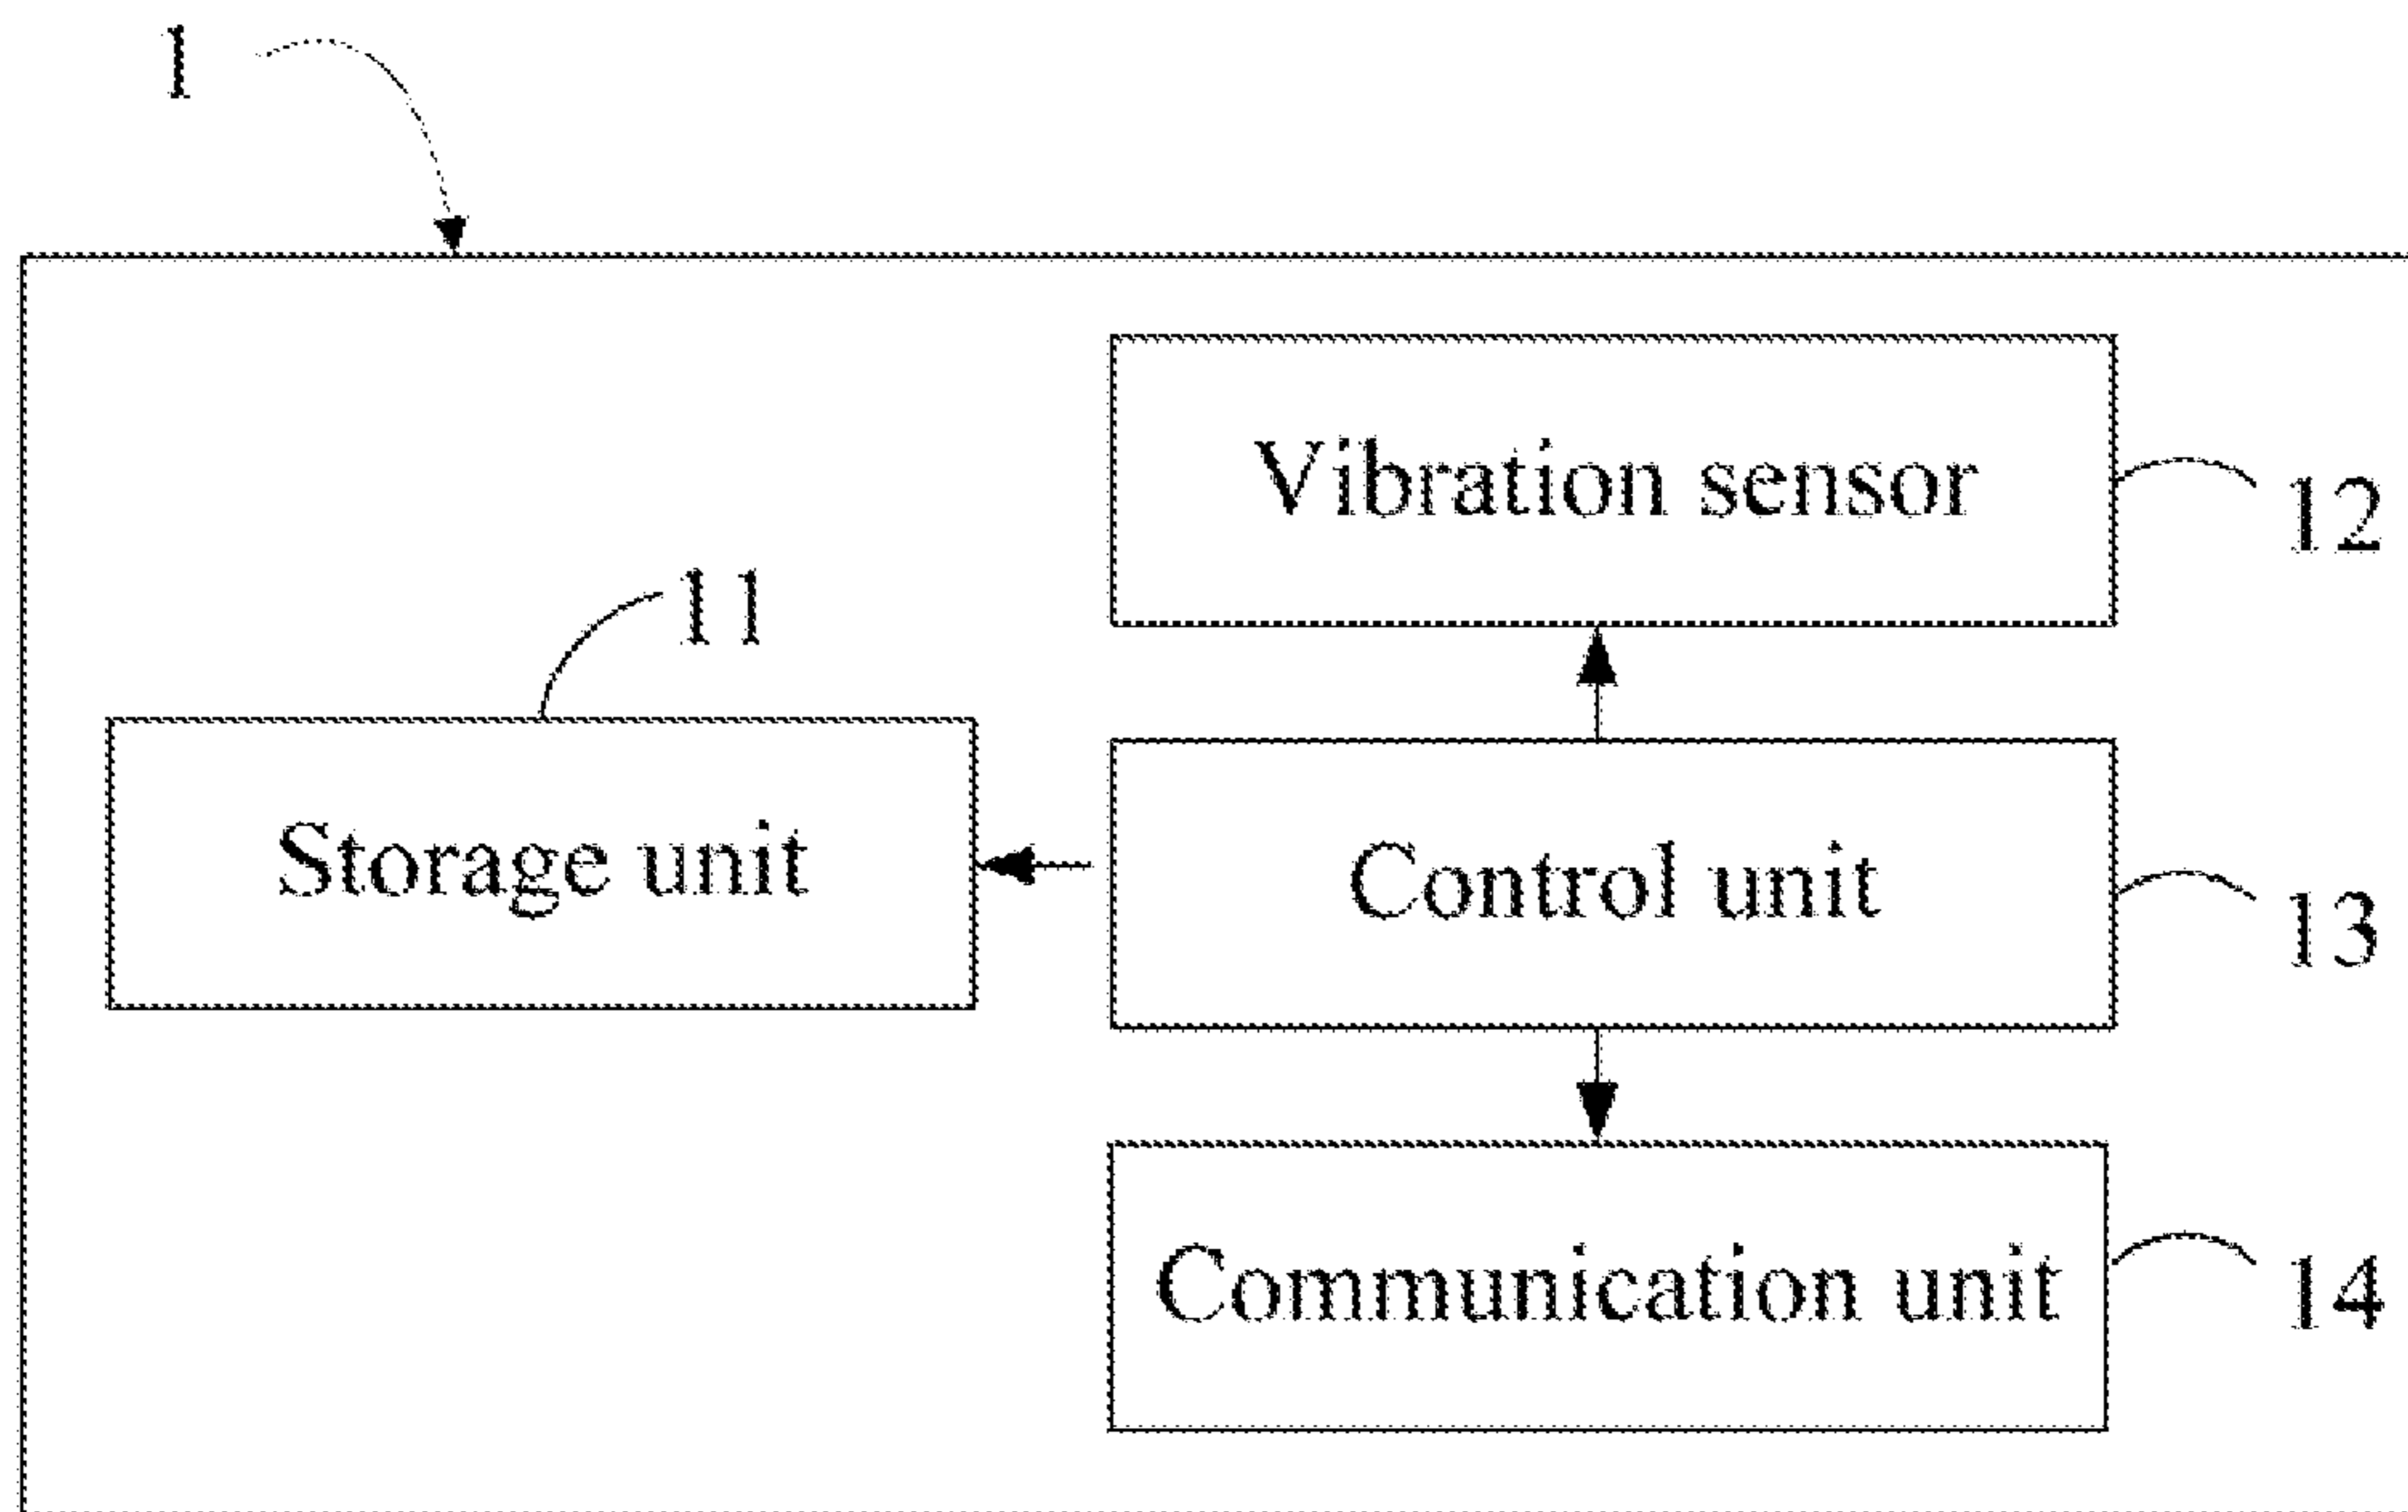 1
Vibration sensor
12
11
Storage unit
Control unit
13
Communication unit
14